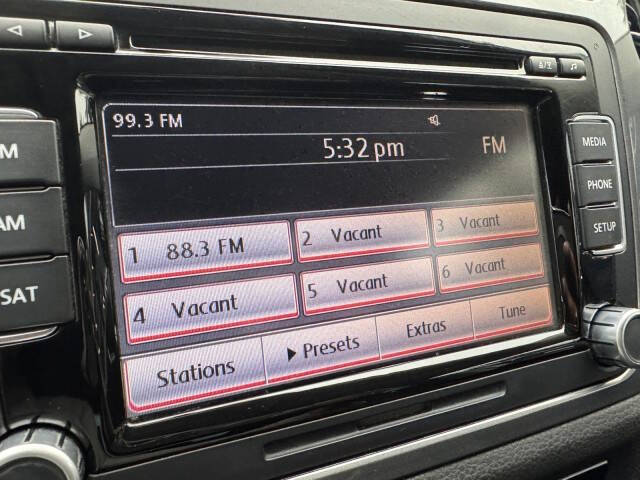 99.3 FM
5:32 pm FM
1 88.3 FM 2 Vacant 3 Vacant
4 Vacant 5 Vacant 6 Vacant
Stations Presets Extras Tune
AM
SAT
MEDIA
PHONE
SETUP